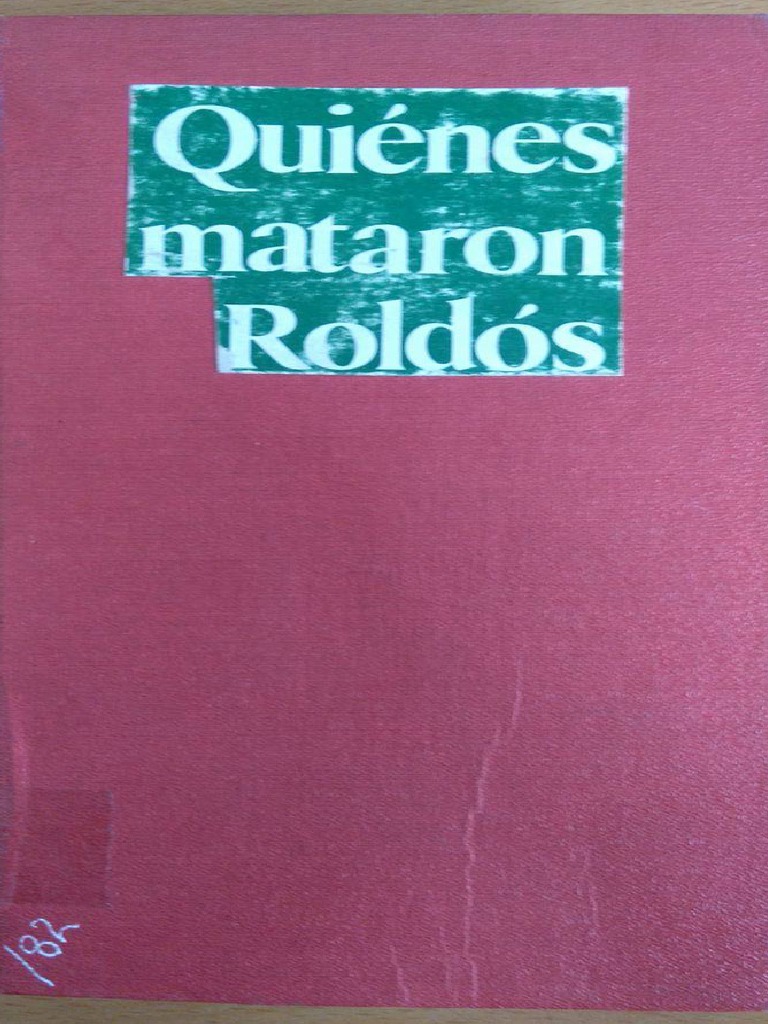 Quiénes
mataron
Roldós
182